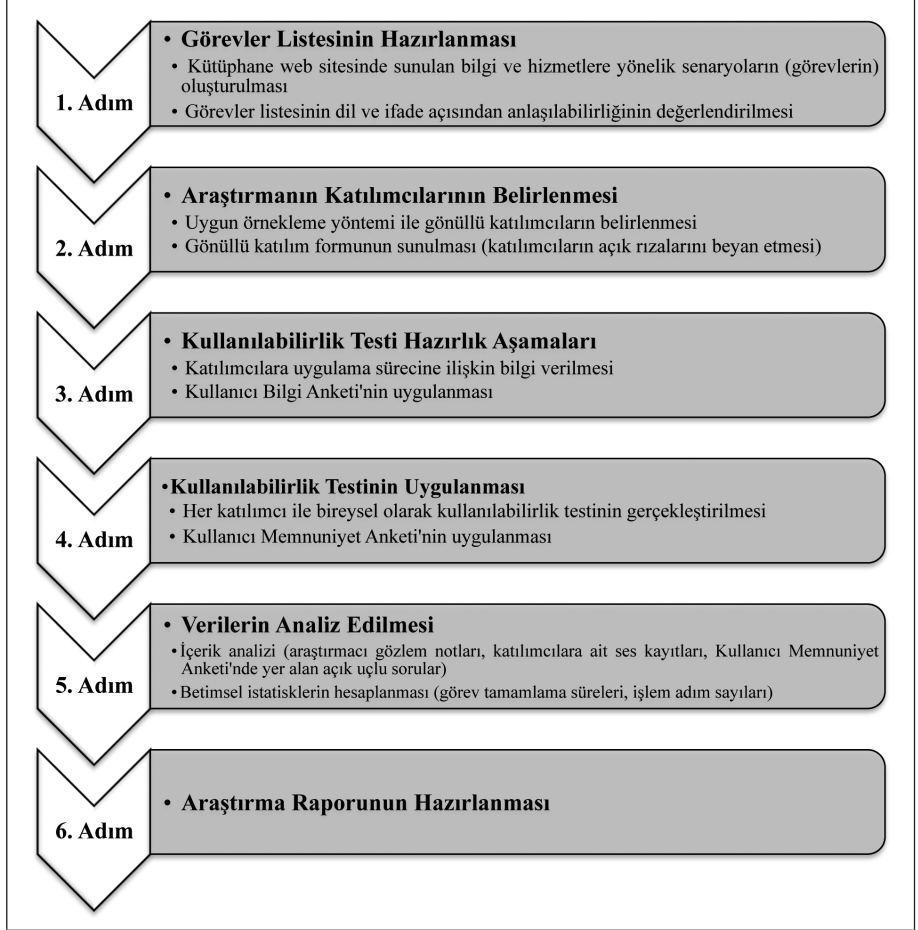 • Görevler Listesinin Hazırlanması
• Kütüphane web sitesinde sunulan bilgi ve hizmetlere yönelik senaryoların (görevlerin)
oluşturulması
• Görevler listesinin dil ve ifade açısından anlaşılabilirliğinin değerlendirilmesi
1. Adım
• Araştırmanın Katılımcılarının Belirlenmesi
• Uygun örnekleme yöntemi ile gönüllü katılımcıların belirlenmesi
• Gönüllü katılım formunun sunulması (katılımcıların açık rızalarını beyan etmesi)
2. Adım
• Kullanılabilirlik Testi Hazırlık Aşamaları
• Katılımcılara uygulama sürecine ilişkin bilgi verilmesi
• Kullanıcı Bilgi Anketi'nin uygulanması
3. Adım
•Kullanılabilirlik Testinin Uygulanması
• Her katılımcı ile bireysel olarak kullanılabilirlik testinin gerçekleştirilmesi
• Kullanıcı Memnuniyet Anketi'nin uygulanması
4. Adım
• Verilerin Analiz Edilmesi
•İçerik analizi (araştırmacı gözlem notları, katılımcılara ait ses kayıtları, Kullanıcı Memnuniyet
Anketi'nde yer alan açık uçlu sorular)
•Betimsel istatisklerin hesaplanması (görev tamamlama süreleri, işlem adım sayıları)
5. Adım
• Araştırma Raporunun Hazırlanması
6. Adım